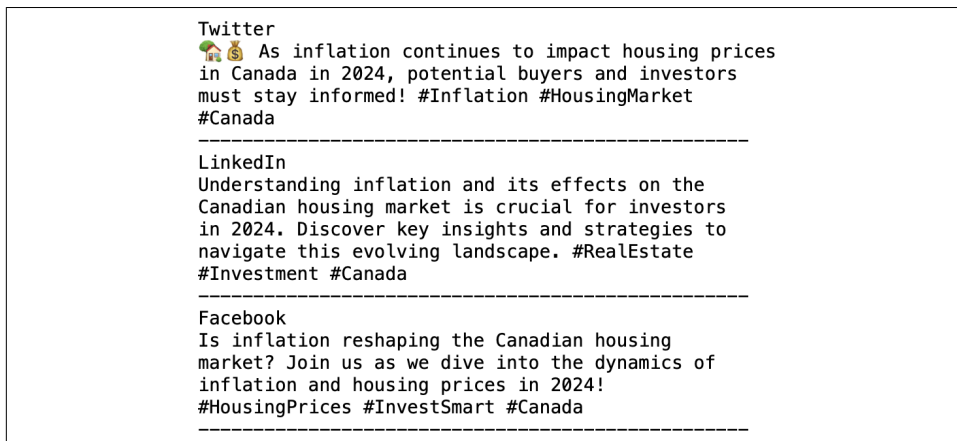 Twitter
🏡💰 As inflation continues to impact housing prices
in Canada in 2024, potential buyers and investors
must stay informed! #Inflation #HousingMarket
#Canada
--------------------------------------------------
LinkedIn
Understanding inflation and its effects on the
Canadian housing market is crucial for investors
in 2024. Discover key insights and strategies to
navigate this evolving landscape. #RealEstate
#Investment #Canada
--------------------------------------------------
Facebook
Is inflation reshaping the Canadian housing
market? Join us as we dive into the dynamics of
inflation and housing prices in 2024!
#HousingPrices #InvestSmart #Canada
--------------------------------------------------